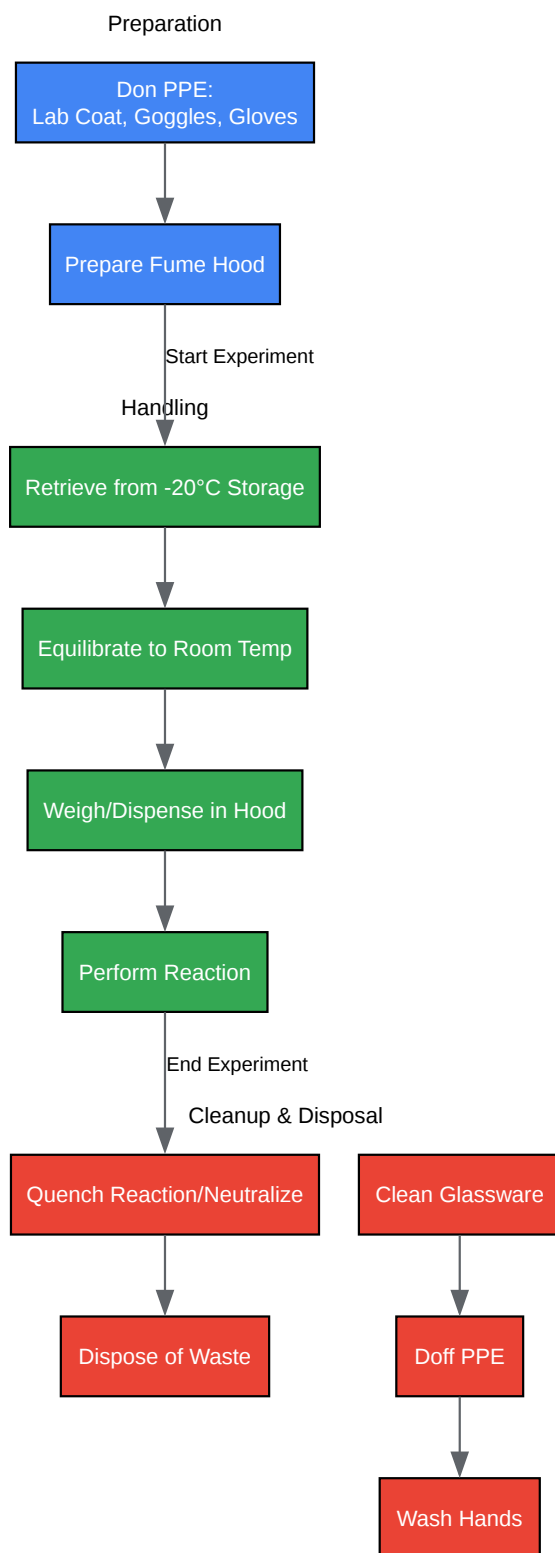 Preparation
Don PPE:
Lab Coat, Goggles, Gloves
Prepare Fume Hood
Start Experiment
Handling
Retrieve from -20°C Storage
Equilibrate to Room Temp
Weigh/Dispense in Hood
Perform Reaction
End Experiment
Cleanup & Disposal
Quench Reaction/Neutralize
Clean Glassware
Dispose of Waste
Doff PPE
Wash Hands